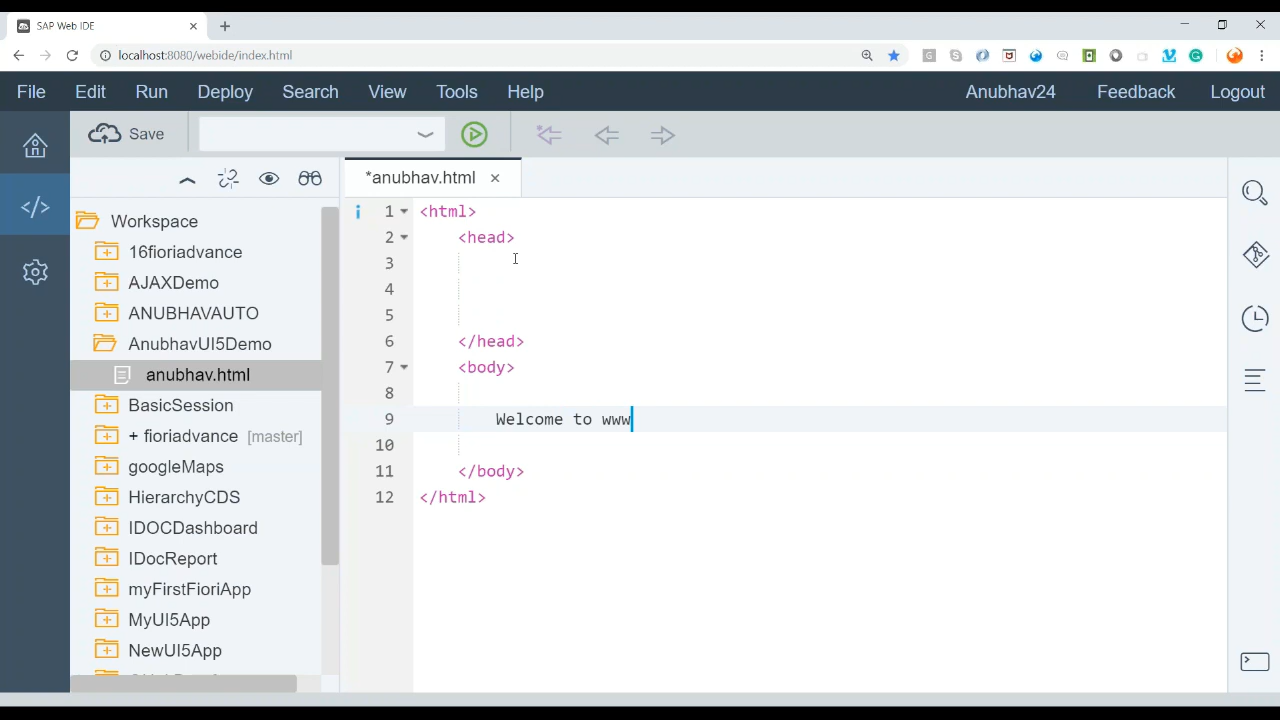 SAP Web IDE
localhost:8080/webide/index.html
File Edit Run Deploy Search View Tools Help Anubhav24 Feedback Logout
Save
*anubhav.html
Workspace
16fioriadvance
AJAXDemo
ANUBHAVAUTO
AnubhavUI5Demo
anubhav.html
BasicSession
+ fioriadvance [master]
googleMaps
HierarchyCDS
IDOCDashboard
IDocReport
myFirstFioriApp
MyUI5App
NewUI5App
1 <html>
2 <head>
3
4
5
6 </head>
7 <body>
8
9 Welcome to www
10
11 </body>
12 </html>